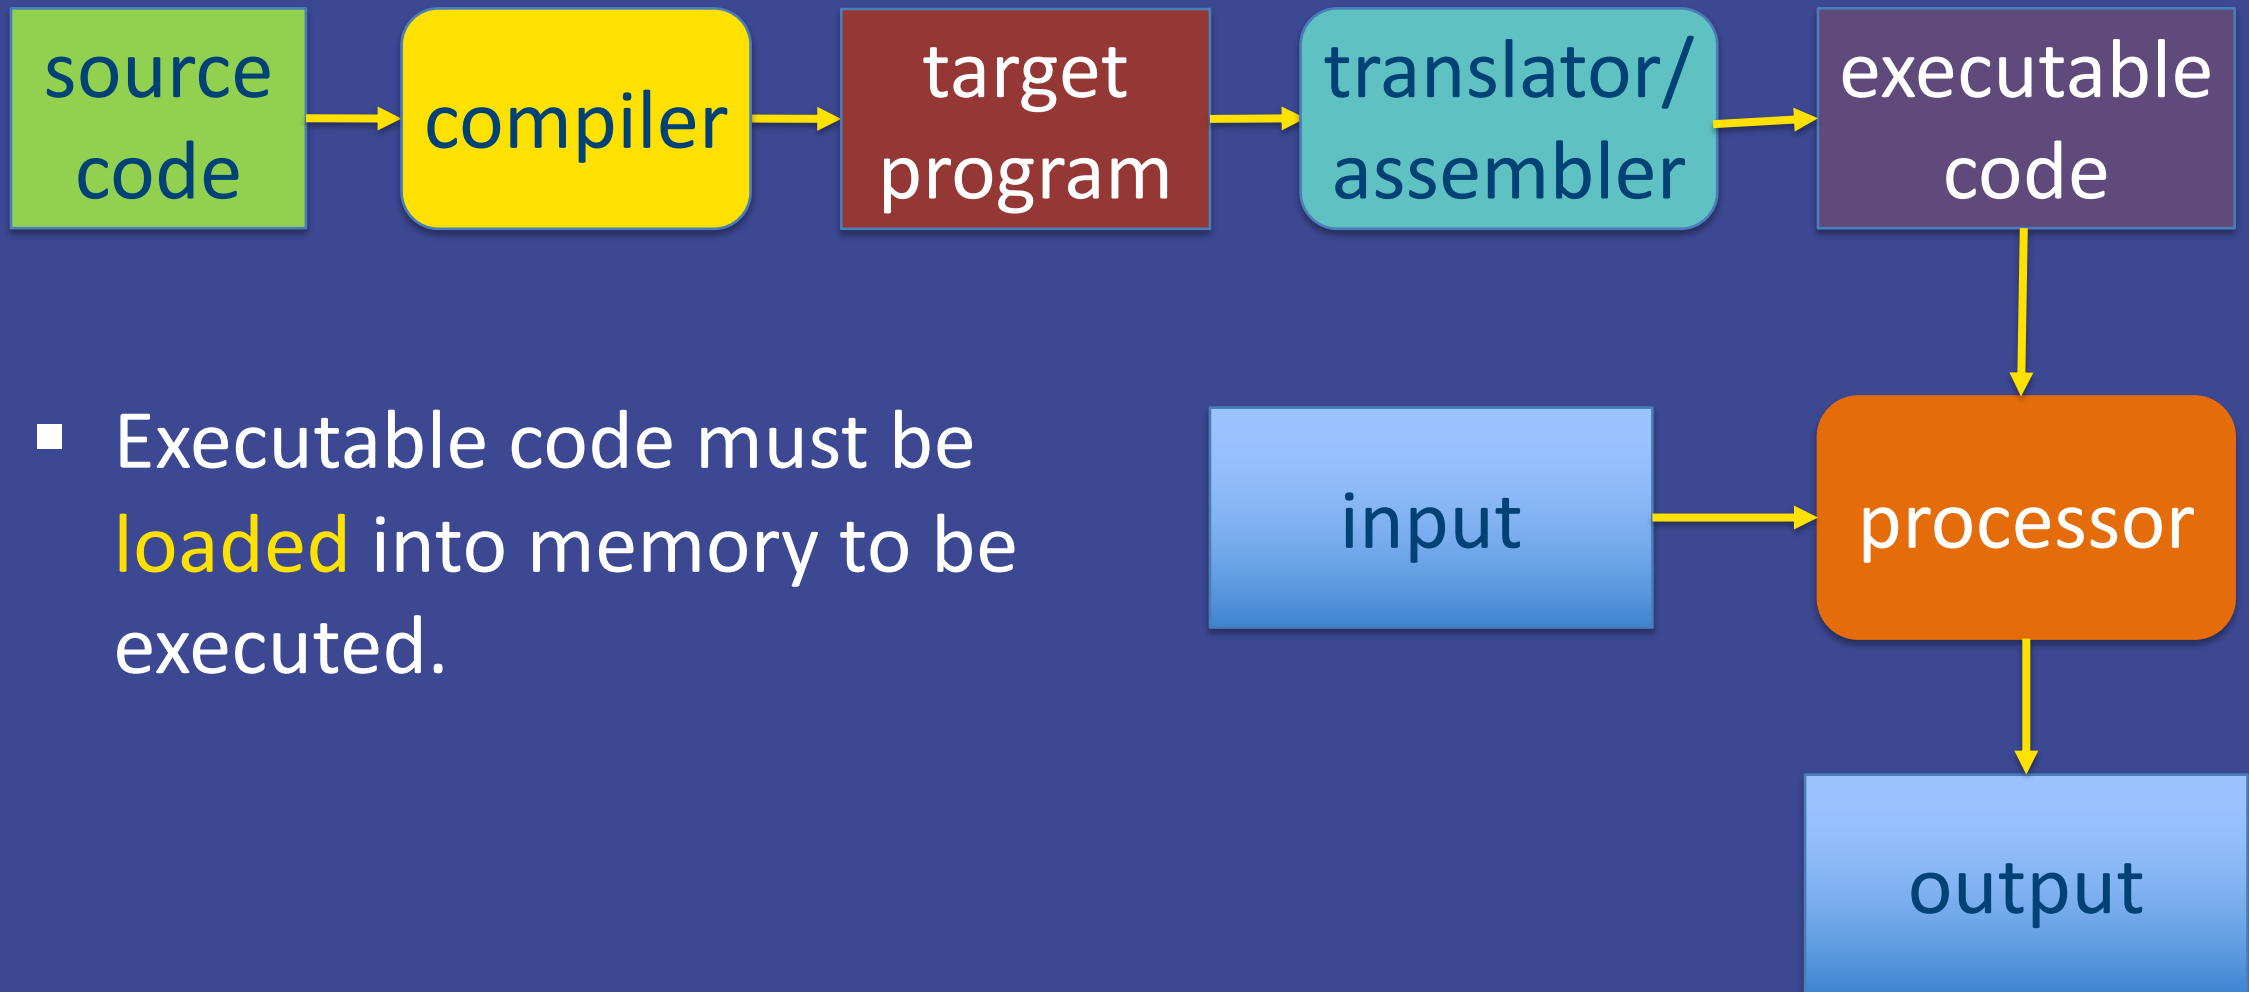 source
code
compiler
target
program
translator/
assembler
executable
code
▪ Executable code must be
loaded into memory to be
executed.
input
processor
output